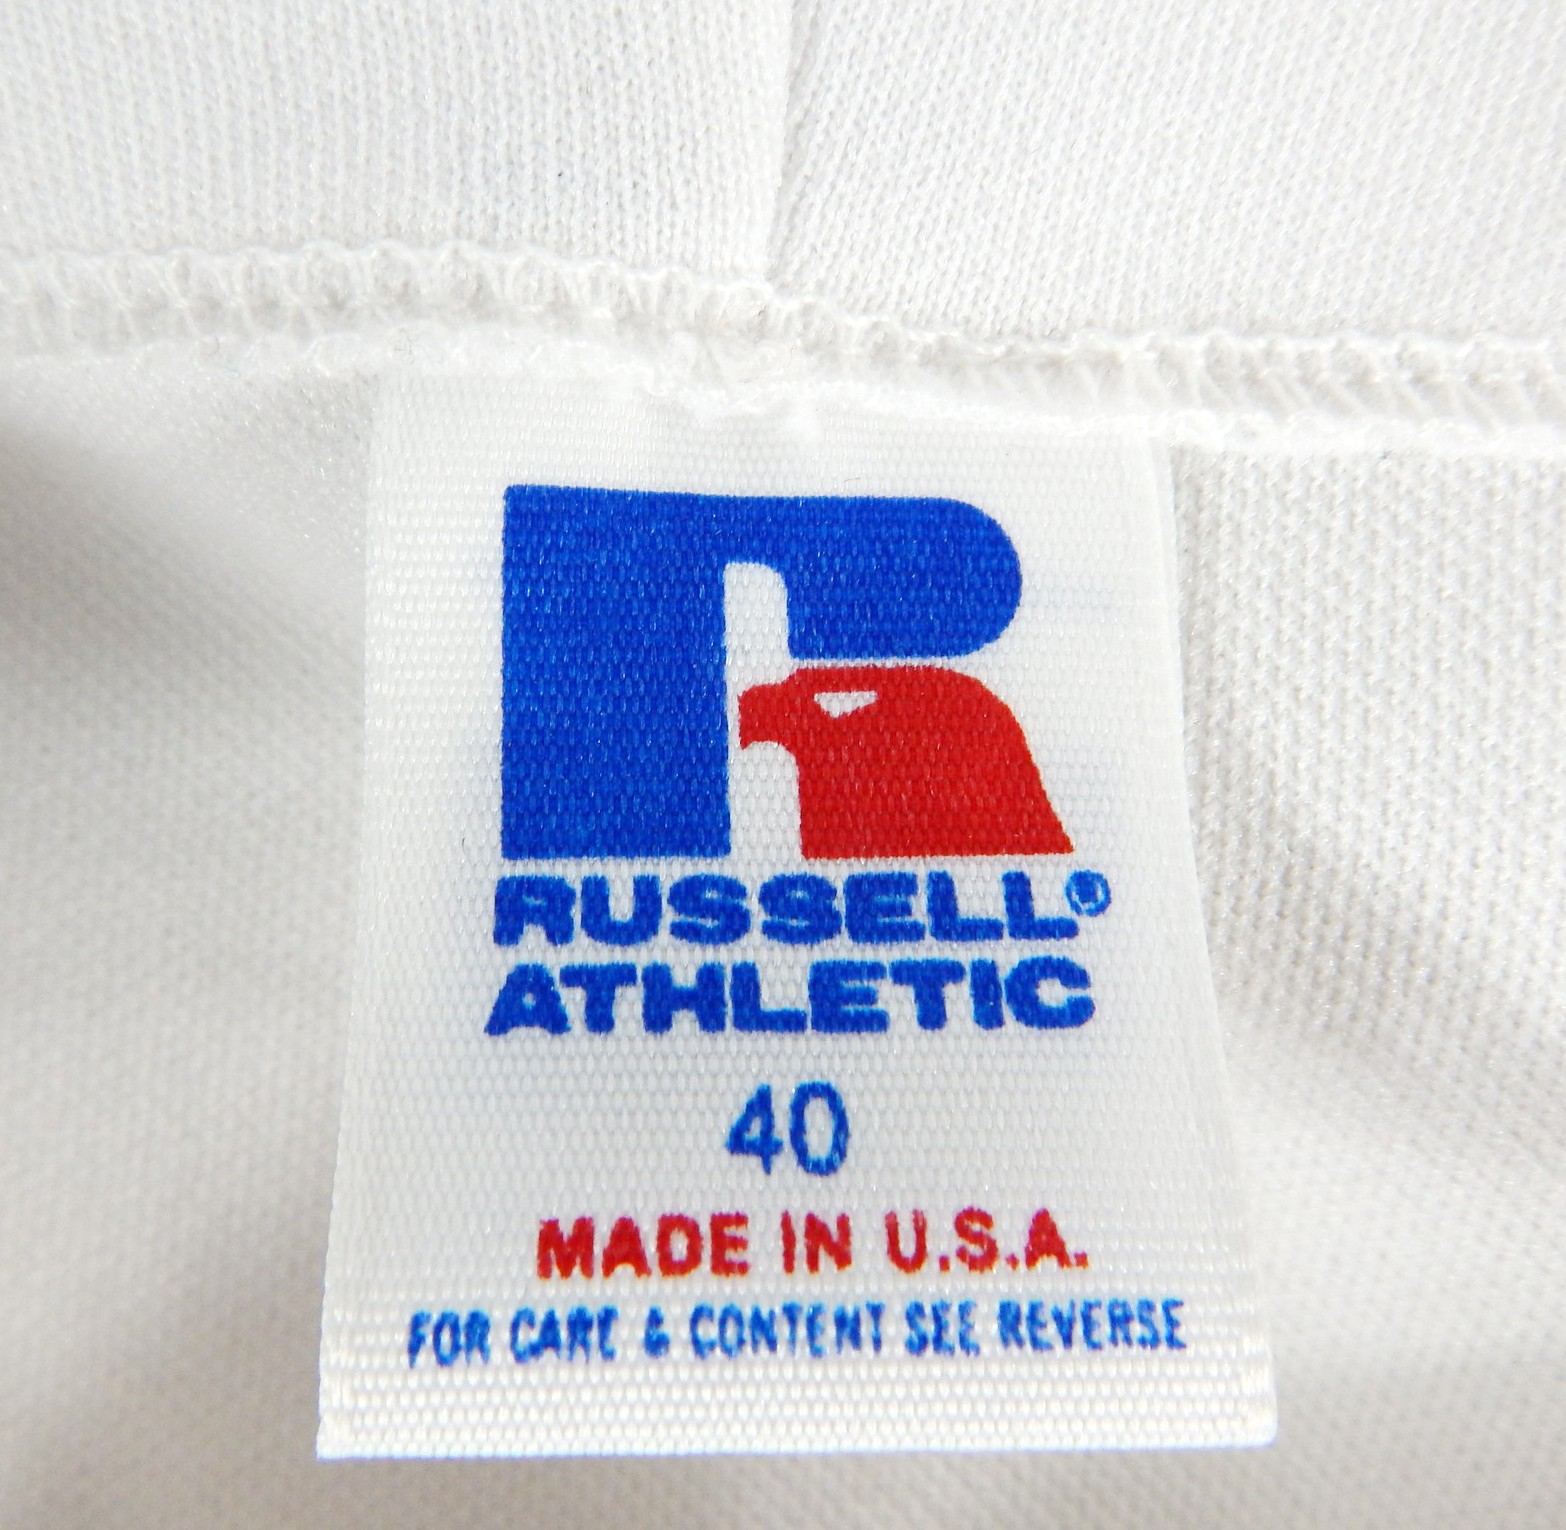 RUSSELL®
ATHLETIC
40
MADE IN U.S.A.
FOR CARE & CONTENT SEE REVERSE